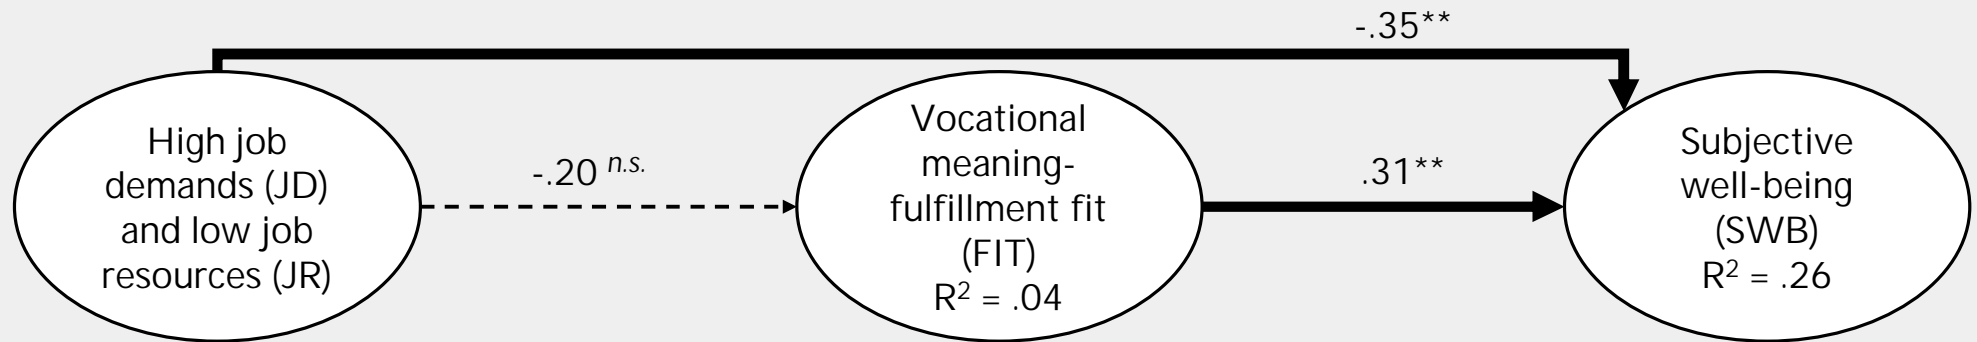 -.35**
High job
demands (JD)
and low job
resources (JR)
-.20 n.s.
Vocational
meaning-
fulfillment fit
(FIT)
R² = .04
.31**
Subjective
well-being
(SWB)
R² = .26